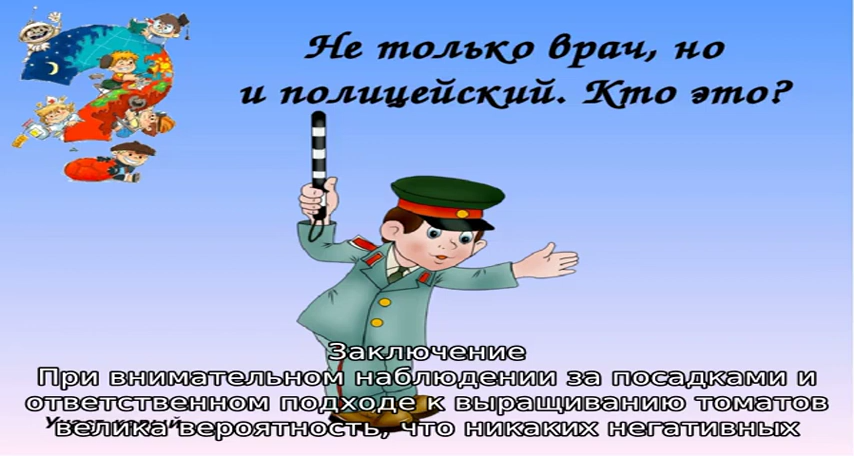 Не только врач, но
и полицейский. Кто это?
Заключение
При внимательном наблюдении за посадками и
ответственном подходе к выращиванию томатов
велика вероятность, что никаких негативных